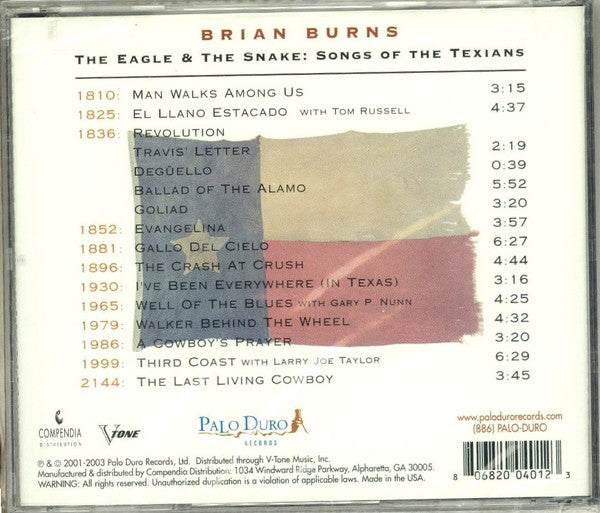 BRIAN BURNS
THE EAGLE & THE SNAKE: SONGS OF THE TEXIANS
1810: MAN WALKS AMONG US 3:15
1825: EL LLANO ESTACADO WITH TOM RUSSELL 4:37
1836: REVOLUTION
TRAVIS' LETTER 2:19
DEGÜELLO 0:39
BALLAD OF THE ALAMO 5:52
GOLIAD 3:20
1852: EVANGELINA 3:57
1881: GALLO DEL CIELO 6:27
1896: THE CRASH AT CRUSH 4:44
1930: I'VE BEEN EVERYWHERE (IN TEXAS) 3:16
1965: WELL OF THE BLUES WITH GARY P. NUNN 4:25
1979: WALKER BEHIND THE WHEEL 4:32
1986: A COWBOY'S PRAYER 3:20
1999: THIRD COAST WITH LARRY JOE TAYLOR 6:29
2144: THE LAST LIVING COWBOY 3:45
COMPENDIA
DISTRIBUTION
V TONE
PALO DURO
RECORDS
www.palodurorecords.com
(886) PALO-DURO
℗ & © 2001-2003 Palo Duro Records, Ltd. Distributed through V-Tone Music, Inc.
Manufactured & distributed by Compendia Distribution: 1034 Windward Ridge Parkway, Alpharetta, GA 30005.
WARNING: All rights reserved. Unauthorized duplication is a violation of applicable laws. Made in the USA.
8 06820 04012 3